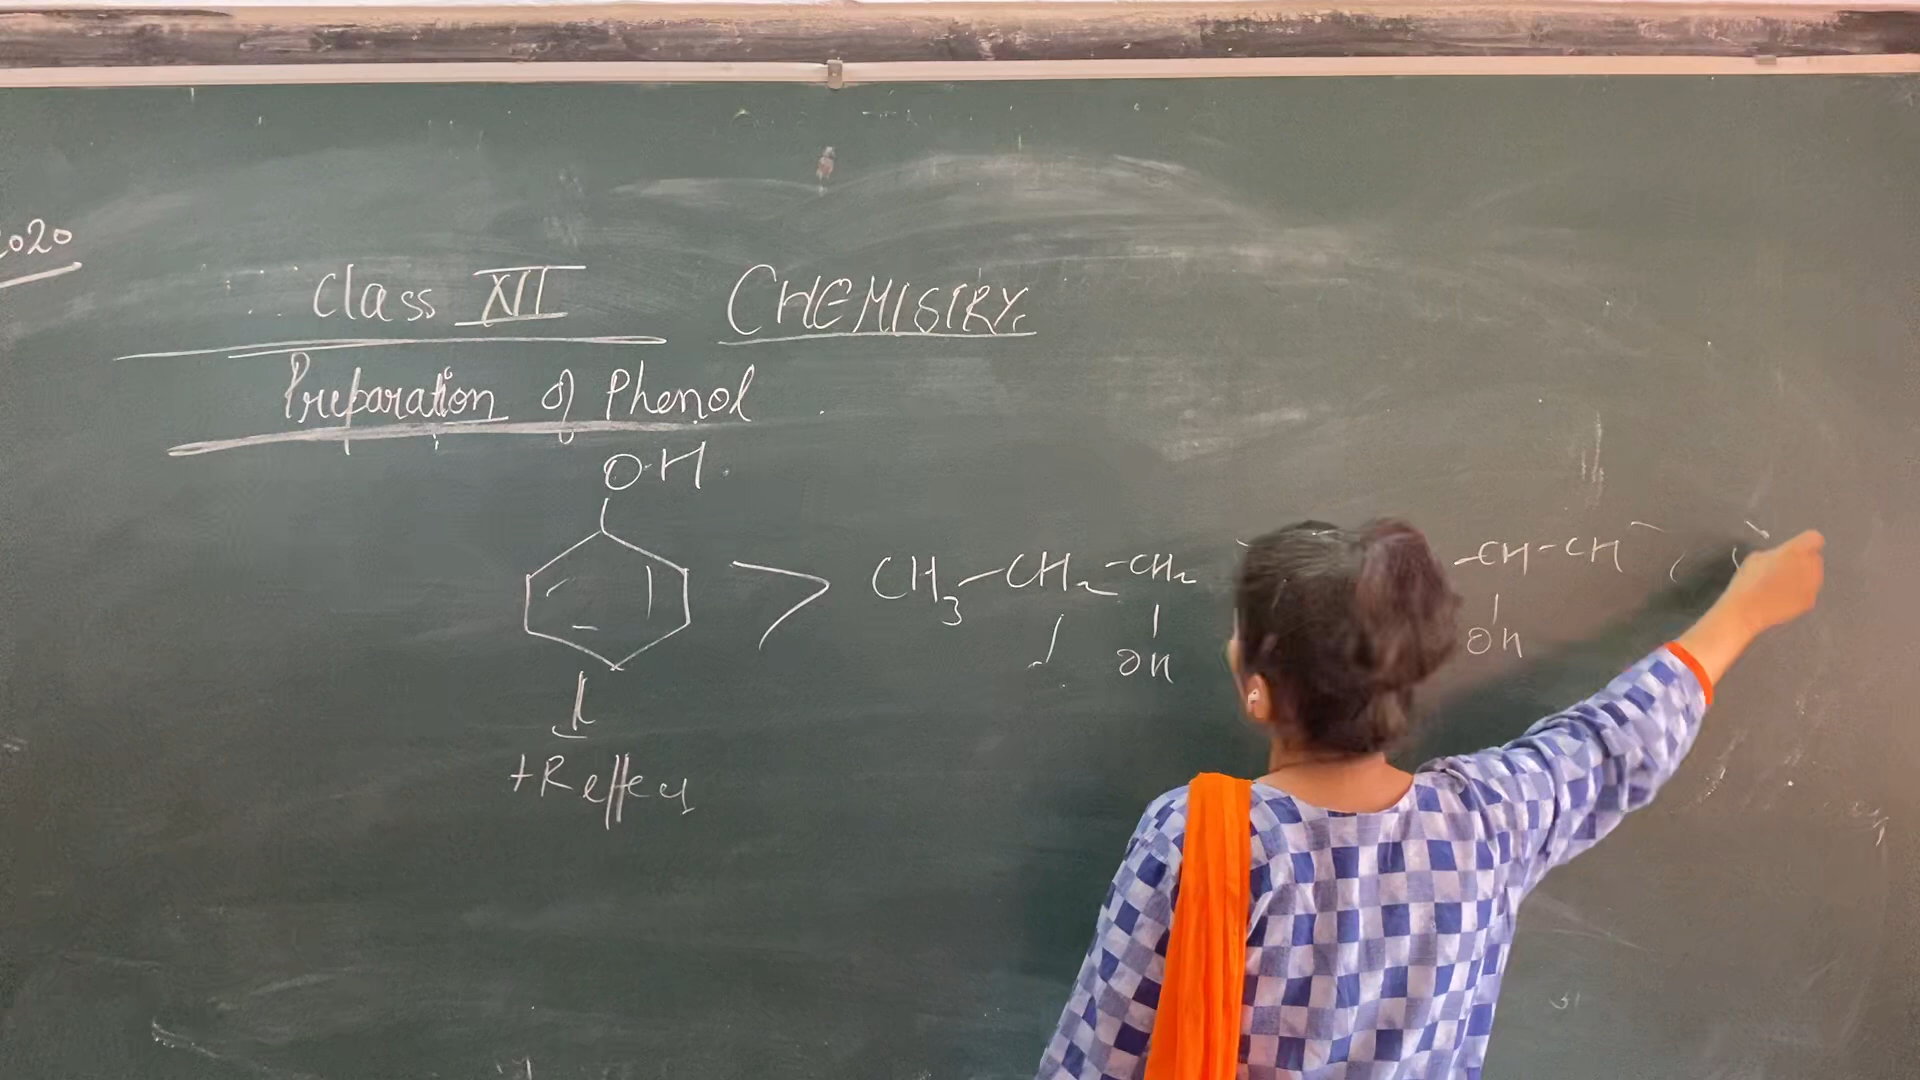 2020
Class XII CHEMISTRY
Preparation of Phenol
OH
> CH3-CH2-CH2 -CH-CH
OH OH
+R effect